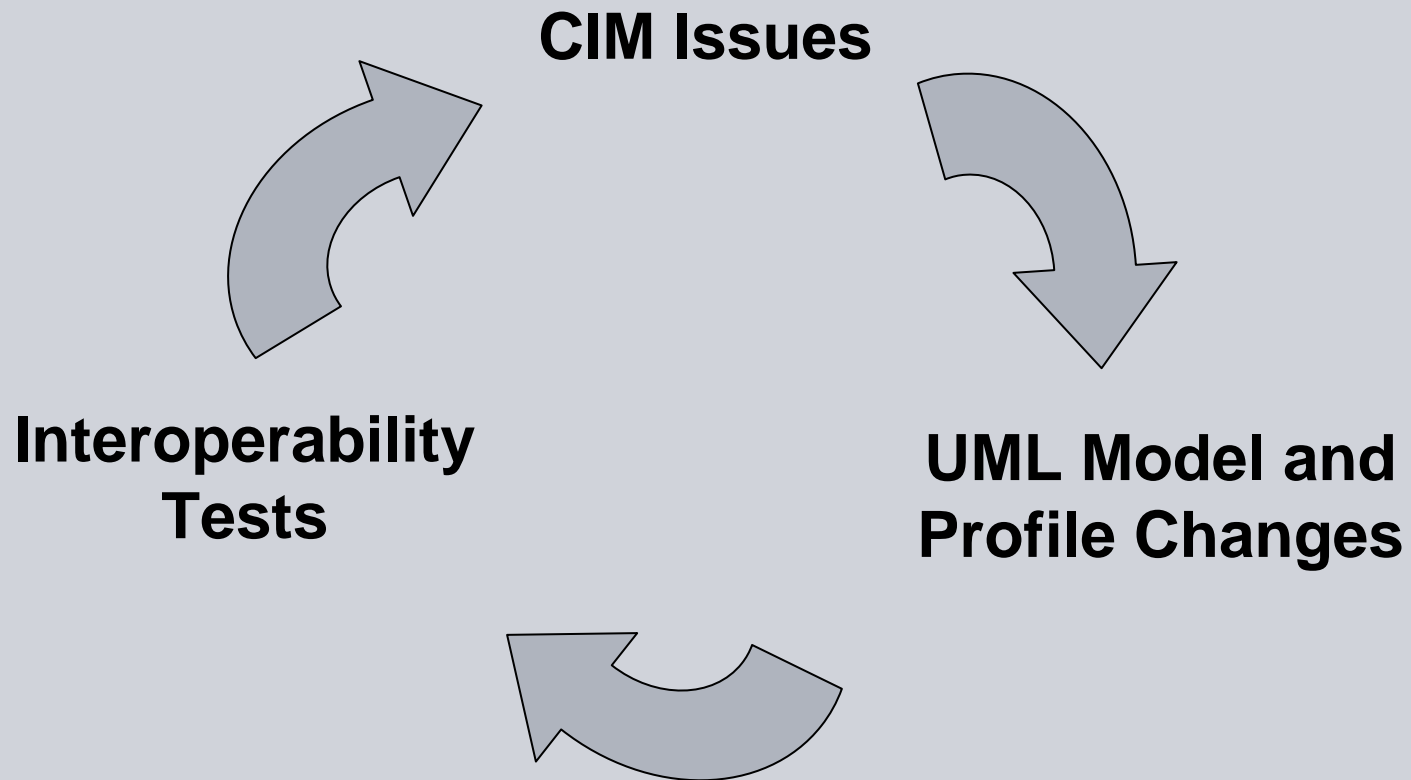 CIM Issues
Interoperability
Tests
UML Model and
Profile Changes